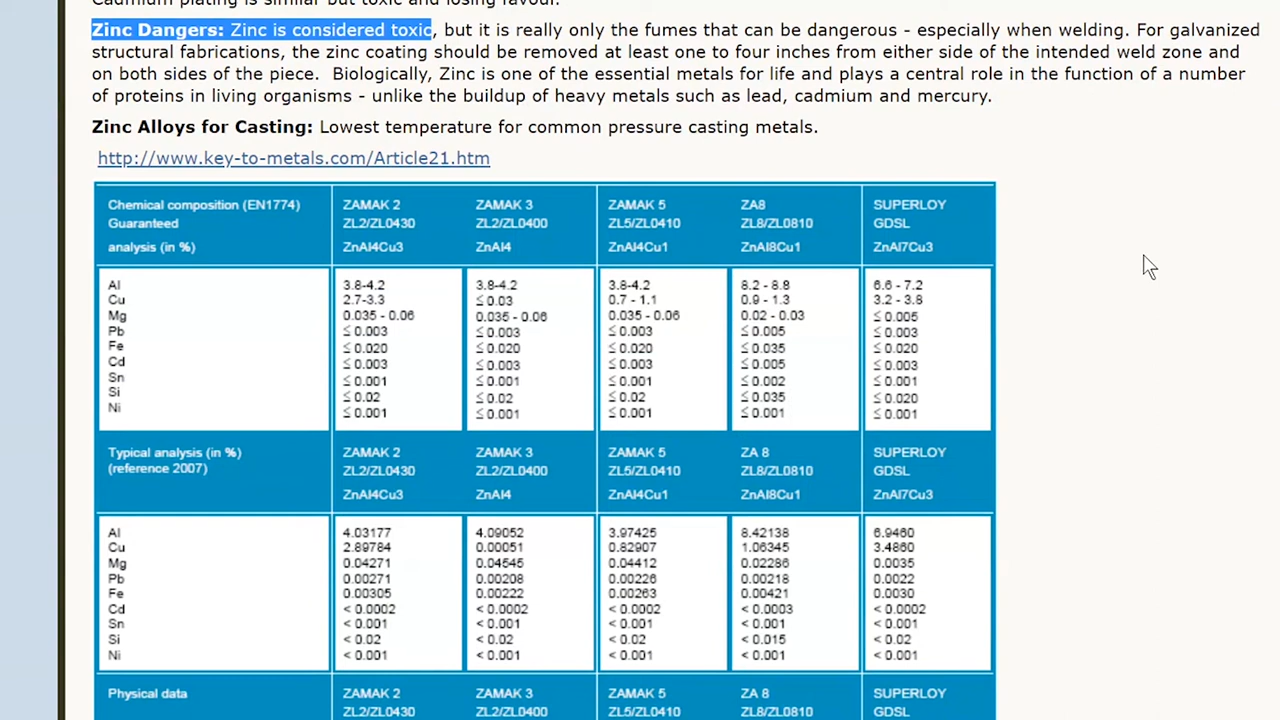 Cadmium plating is similar but toxic and losing favour.
Zinc Dangers: Zinc is considered toxic, but it is really only the fumes that can be dangerous - especially when welding. For galvanized
structural fabrications, the zinc coating should be removed at least one to four inches from either side of the intended weld zone and
on both sides of the piece. Biologically, Zinc is one of the essential metals for life and plays a central role in the function of a number
of proteins in living organisms - unlike the buildup of heavy metals such as lead, cadmium and mercury.
Zinc Alloys for Casting: Lowest temperature for common pressure casting metals.
http://www.key-to-metals.com/Article21.htm
Chemical composition (EN1774) ZAMAK 2 ZAMAK 3 ZAMAK 5 ZA8 SUPERLOY
Guaranteed ZL2/ZL0430 ZL2/ZL0400 ZL5/ZL0410 ZL8/ZL0810 GDSL
analysis (in %) ZnAl4Cu3 ZnAl4 ZnAl4Cu1 ZnAl8Cu1 ZnAl7Cu3
Al 3.8-4.2 3.8-4.2 3.8-4.2 8.2 - 8.8 6.6 - 7.2
Cu 2.7-3.3 ≤0.03 0.7 - 1.1 0.9 - 1.3 3.2 - 3.8
Mg 0.035 - 0.06 0.035 - 0.06 0.035 - 0.06 0.02 - 0.03 ≤0.005
Pb ≤0.003 ≤0.003 ≤0.003 ≤0.005 ≤0.003
Fe ≤0.020 ≤0.020 ≤0.020 ≤0.035 ≤0.020
Cd ≤0.003 ≤0.003 ≤0.003 ≤0.005 ≤0.003
Sn ≤0.001 ≤0.001 ≤0.001 ≤0.002 ≤0.001
Si ≤0.02 ≤0.02 ≤0.02 ≤0.035 ≤0.020
Ni ≤0.001 ≤0.001 ≤0.001 ≤0.001 ≤0.001
Typical analysis (in %) ZAMAK 2 ZAMAK 3 ZAMAK 5 ZA 8 SUPERLOY
(reference 2007) ZL2/ZL0430 ZL2/ZL0400 ZL5/ZL0410 ZL8/ZL0810 GDSL
ZnAl4Cu3 ZnAl4 ZnAl4Cu1 ZnAl8Cu1 ZnAl7Cu3
Al 4.03177 4.09052 3.97425 8.42138 6.9460
Cu 2.89784 0.00051 0.82907 1.06345 3.4860
Mg 0.04271 0.04545 0.04412 0.02286 0.0035
Pb 0.00271 0.00208 0.00226 0.00218 0.0022
Fe 0.00305 0.00222 0.00263 0.00421 0.0030
Cd < 0.0002 < 0.0002 < 0.0002 < 0.0003 < 0.0002
Sn < 0.001 < 0.001 < 0.001 < 0.001 < 0.001
Si < 0.02 < 0.02 < 0.02 < 0.015 < 0.02
Ni < 0.001 < 0.001 < 0.001 < 0.001 < 0.001
Physical data ZAMAK 2 ZAMAK 3 ZAMAK 5 ZA 8 SUPERLOY
ZL2/ZL0430 ZL2/ZL0400 ZL5/ZL0410 ZL8/ZL0810 GDSL